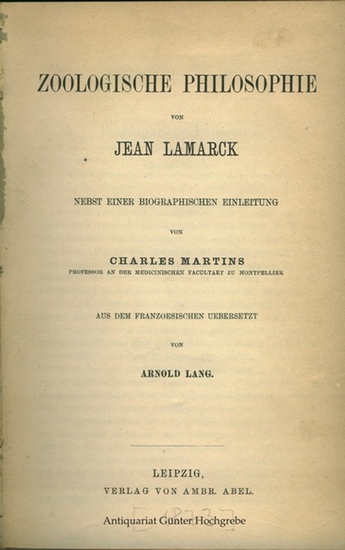 ZOOLOGISCHE PHILOSOPHIE
VON
JEAN LAMARCK
NEBST EINER BIOGRAPHISCHEN EINLEITUNG
VON
CHARLES MARTINS
PROFESSOR AN DER MEDICINISCHEN FACULTAET ZU MONTPELLIER
AUS DEM FRANZOESISCHEN UEBERSETZT
VON
ARNOLD LANG.
LEIPZIG,
VERLAG VON AMBR. ABEL.
Antiquariat Günter Hochgrebe